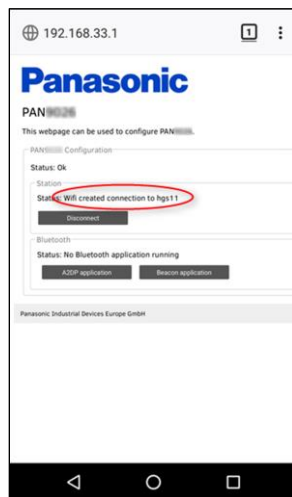 192.168.33.1
1
Panasonic
PAN
This webpage can be used to configure PAN
PAN Configuration
Status: Ok
Station
Status: Wifi created connection to hgs11
Disconnect
Bluetooth
Status: No Bluetooth application running
A2DP application Beacon application
Panasonic Industrial Devices Europe GmbH